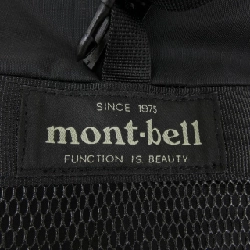 SINCE 1975
mont-bell
FUNCTION IS BEAUTY